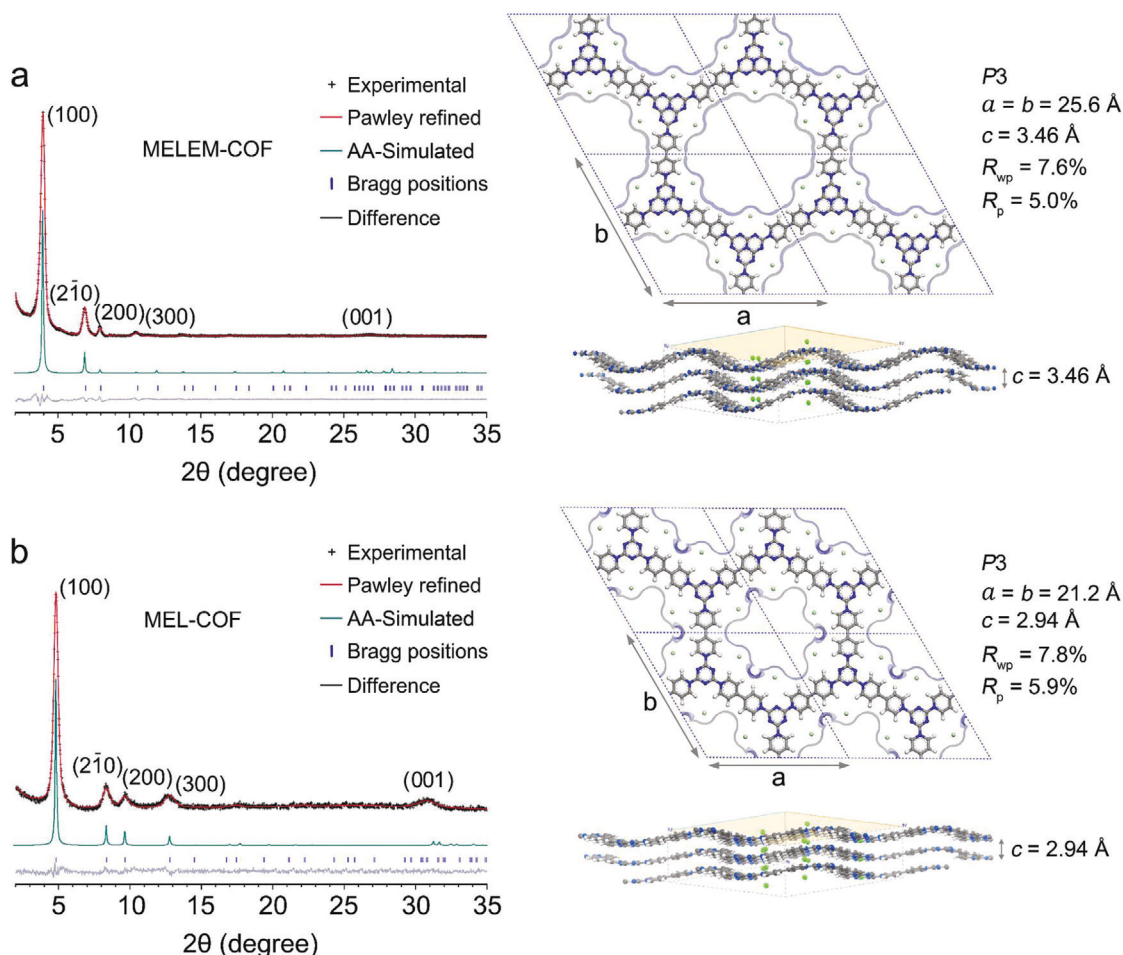 a
MELEM-COF
(100)
(21̄0)
(200)
(300)
(001)
+ Experimental
Pawley refined
AA-Simulated
Bragg positions
Difference
5 10 15 20 25 30 35
2θ (degree)
b
a
P3
a = b = 25.6 Å
c = 3.46 Å
Rwp = 7.6%
Rp = 5.0%
c = 3.46 Å
b
MEL-COF
(100)
(21̄0)
(200)
(300)
(001)
+ Experimental
Pawley refined
AA-Simulated
Bragg positions
Difference
5 10 15 20 25 30 35
2θ (degree)
b
a
P3
a = b = 21.2 Å
c = 2.94 Å
Rwp = 7.8%
Rp = 5.9%
c = 2.94 Å